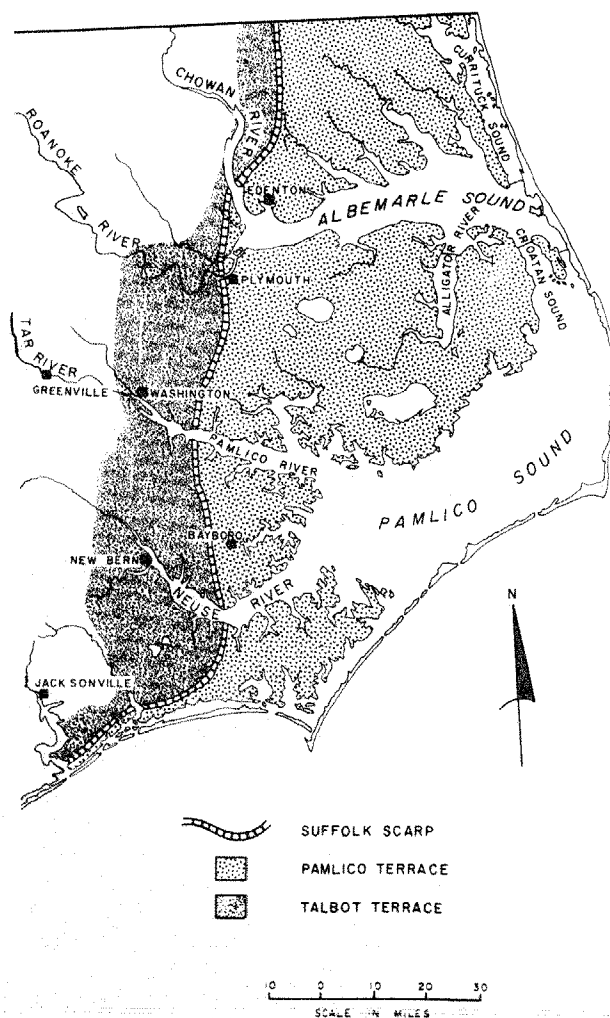 CHOWAN
RIVER
CURRITUCK SOUND
ROANOKE
RIVER
EDENTON
ALBEMARLE SOUND
ALLIGATOR RIVER
CROATAN SOUND
PLYMOUTH
TAR RIVER
GREENVILLE
WASHINGTON
PAMLICO RIVER
PAMLICO SOUND
BAYBORO
NEW BERN
NEUSE RIVER
N
JACKSONVILLE
SUFFOLK SCARP
PAMLICO TERRACE
TALBOT TERRACE
10 0 10 20 30
SCALE IN MILES